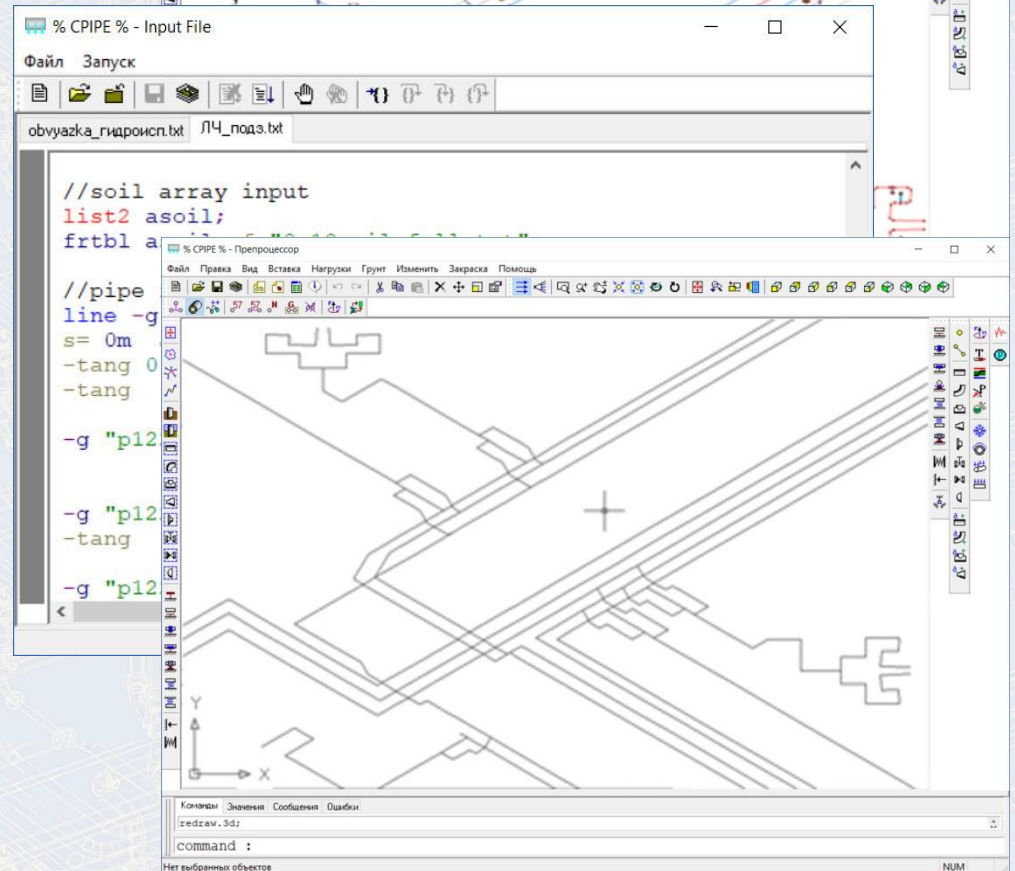 % CPIPE % - Input File
Файл Запуск
obvyazka_гидроисп.txt ЛЧ_подз.txt
//soil array input
list2 asoil;
frtbl
//pipe
line -g
s= 0m
-tang 0
-tang
-g "p12
-g "p12
-tang
-g "p12
% CPIPE % - Препроцессор
Файл Правка Вид Вставка Нагрузки Грунт Изменить Закраска Помощь
Y
X
Команды Значения Сообщения Ошибки
redraw.3d;
command :
Нет выбранных объектов NUM